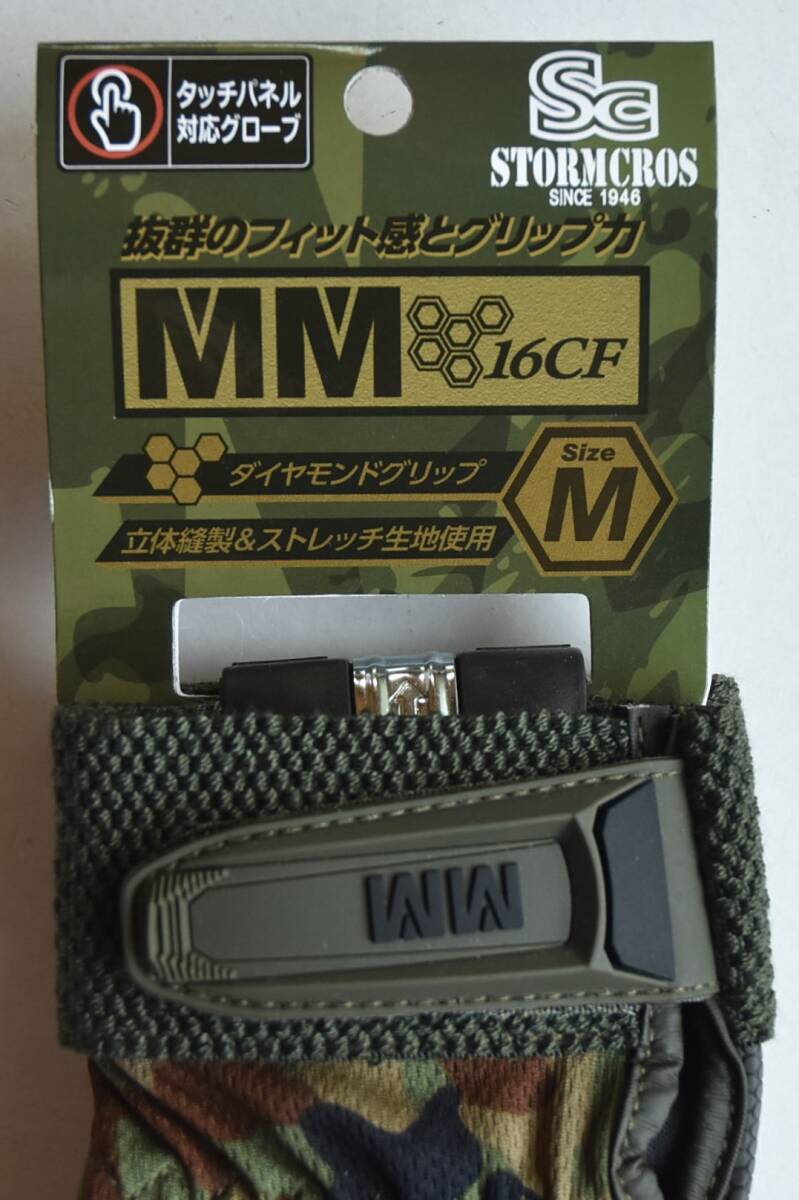 タッチパネル
対応グローブ
Sc
STORMCROS
SINCE 1946
抜群のフィット感とグリップ力
MM 16CF
ダイヤモンドグリップ
Size
M
立体縫製&ストレッチ生地使用
MM